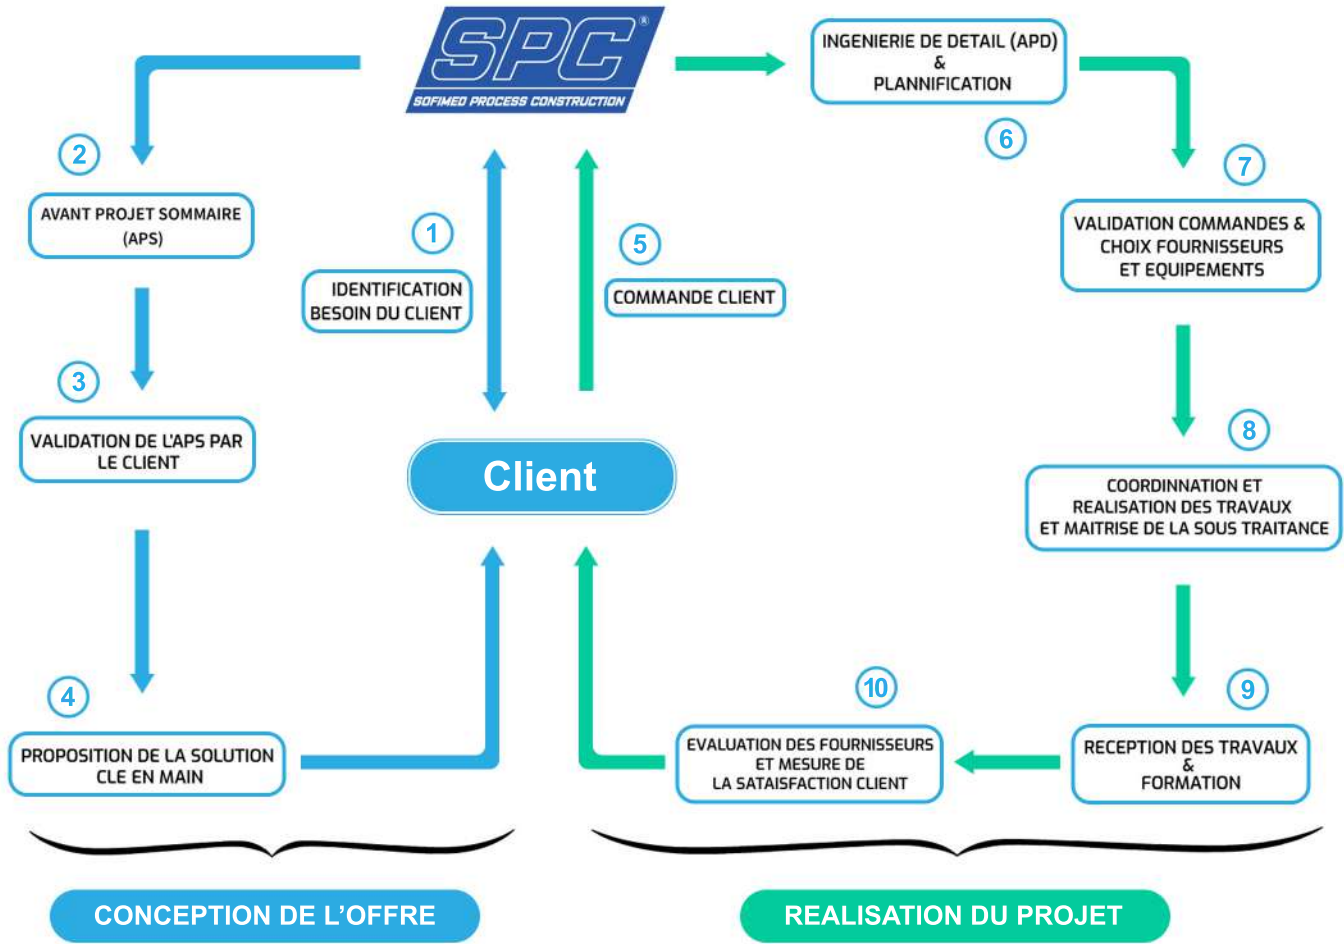 SPC®
SOFIMED PROCESS CONSTRUCTION
1
IDENTIFICATION
BESOIN DU CLIENT
2
AVANT PROJET SOMMAIRE
(APS)
3
VALIDATION DE L'APS PAR
LE CLIENT
4
PROPOSITION DE LA SOLUTION
CLE EN MAIN
Client
5
COMMANDE CLIENT
INGENIERIE DE DETAIL (APD)
&
PLANNIFICATION
6
7
VALIDATION COMMANDES &
CHOIX FOURNISSEURS
ET EQUIPEMENTS
8
COORDINNATION ET
REALISATION DES TRAVAUX
ET MAITRISE DE LA SOUS TRAITANCE
9
RECEPTION DES TRAVAUX
&
FORMATION
10
EVALUATION DES FOURNISSEURS
ET MESURE DE
LA SATAISFACTION CLIENT
CONCEPTION DE L'OFFRE
REALISATION DU PROJET